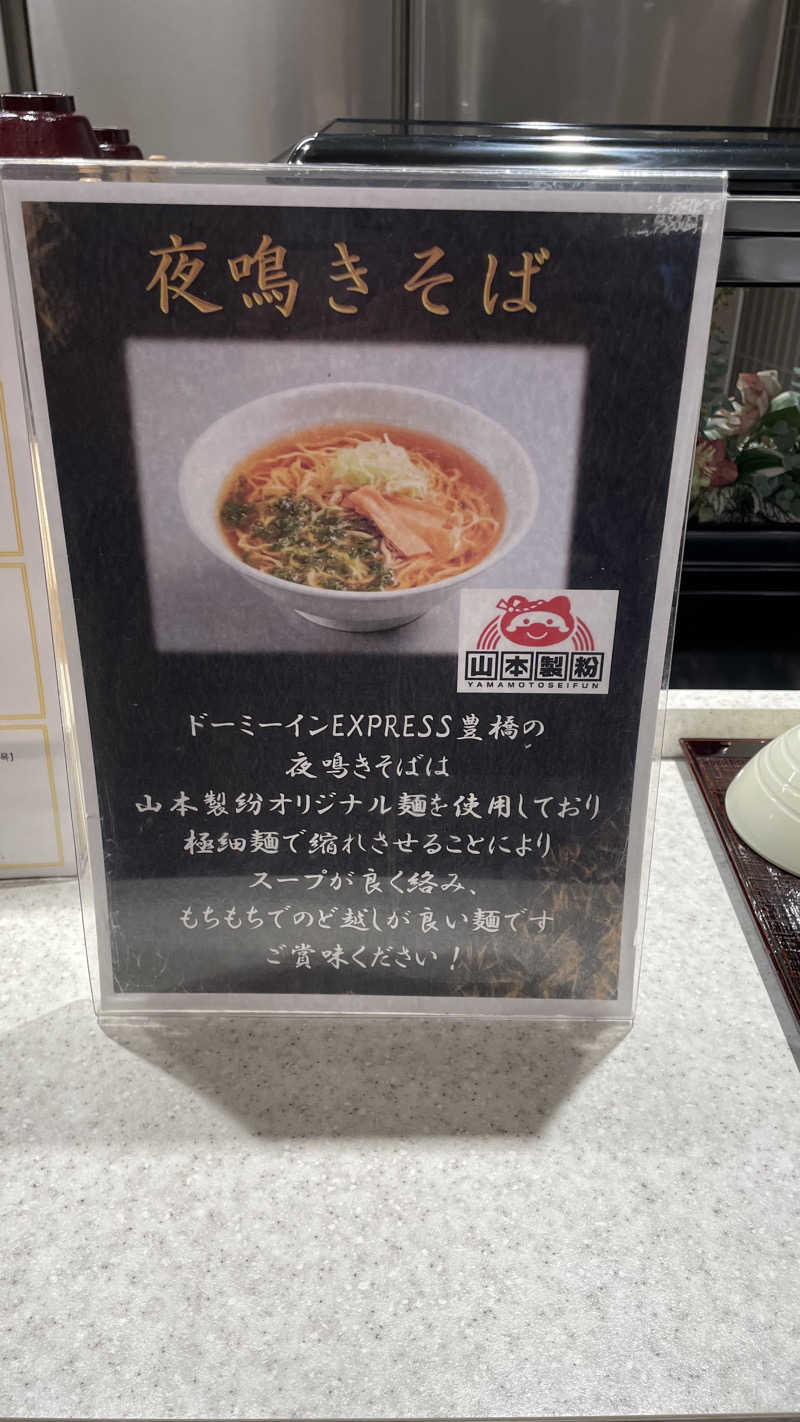 夜鳴きそば
山本製粉
YAMAMOTOSEIFUN
ドーミーインEXPRESS豊橋の
夜鳴きそばは
山本製紛オリジナル麺を使用しており
極細麺で縮れさせることにより
スープが良く絡み、
もちもちでのど越しが良い麺です
ご賞味ください!